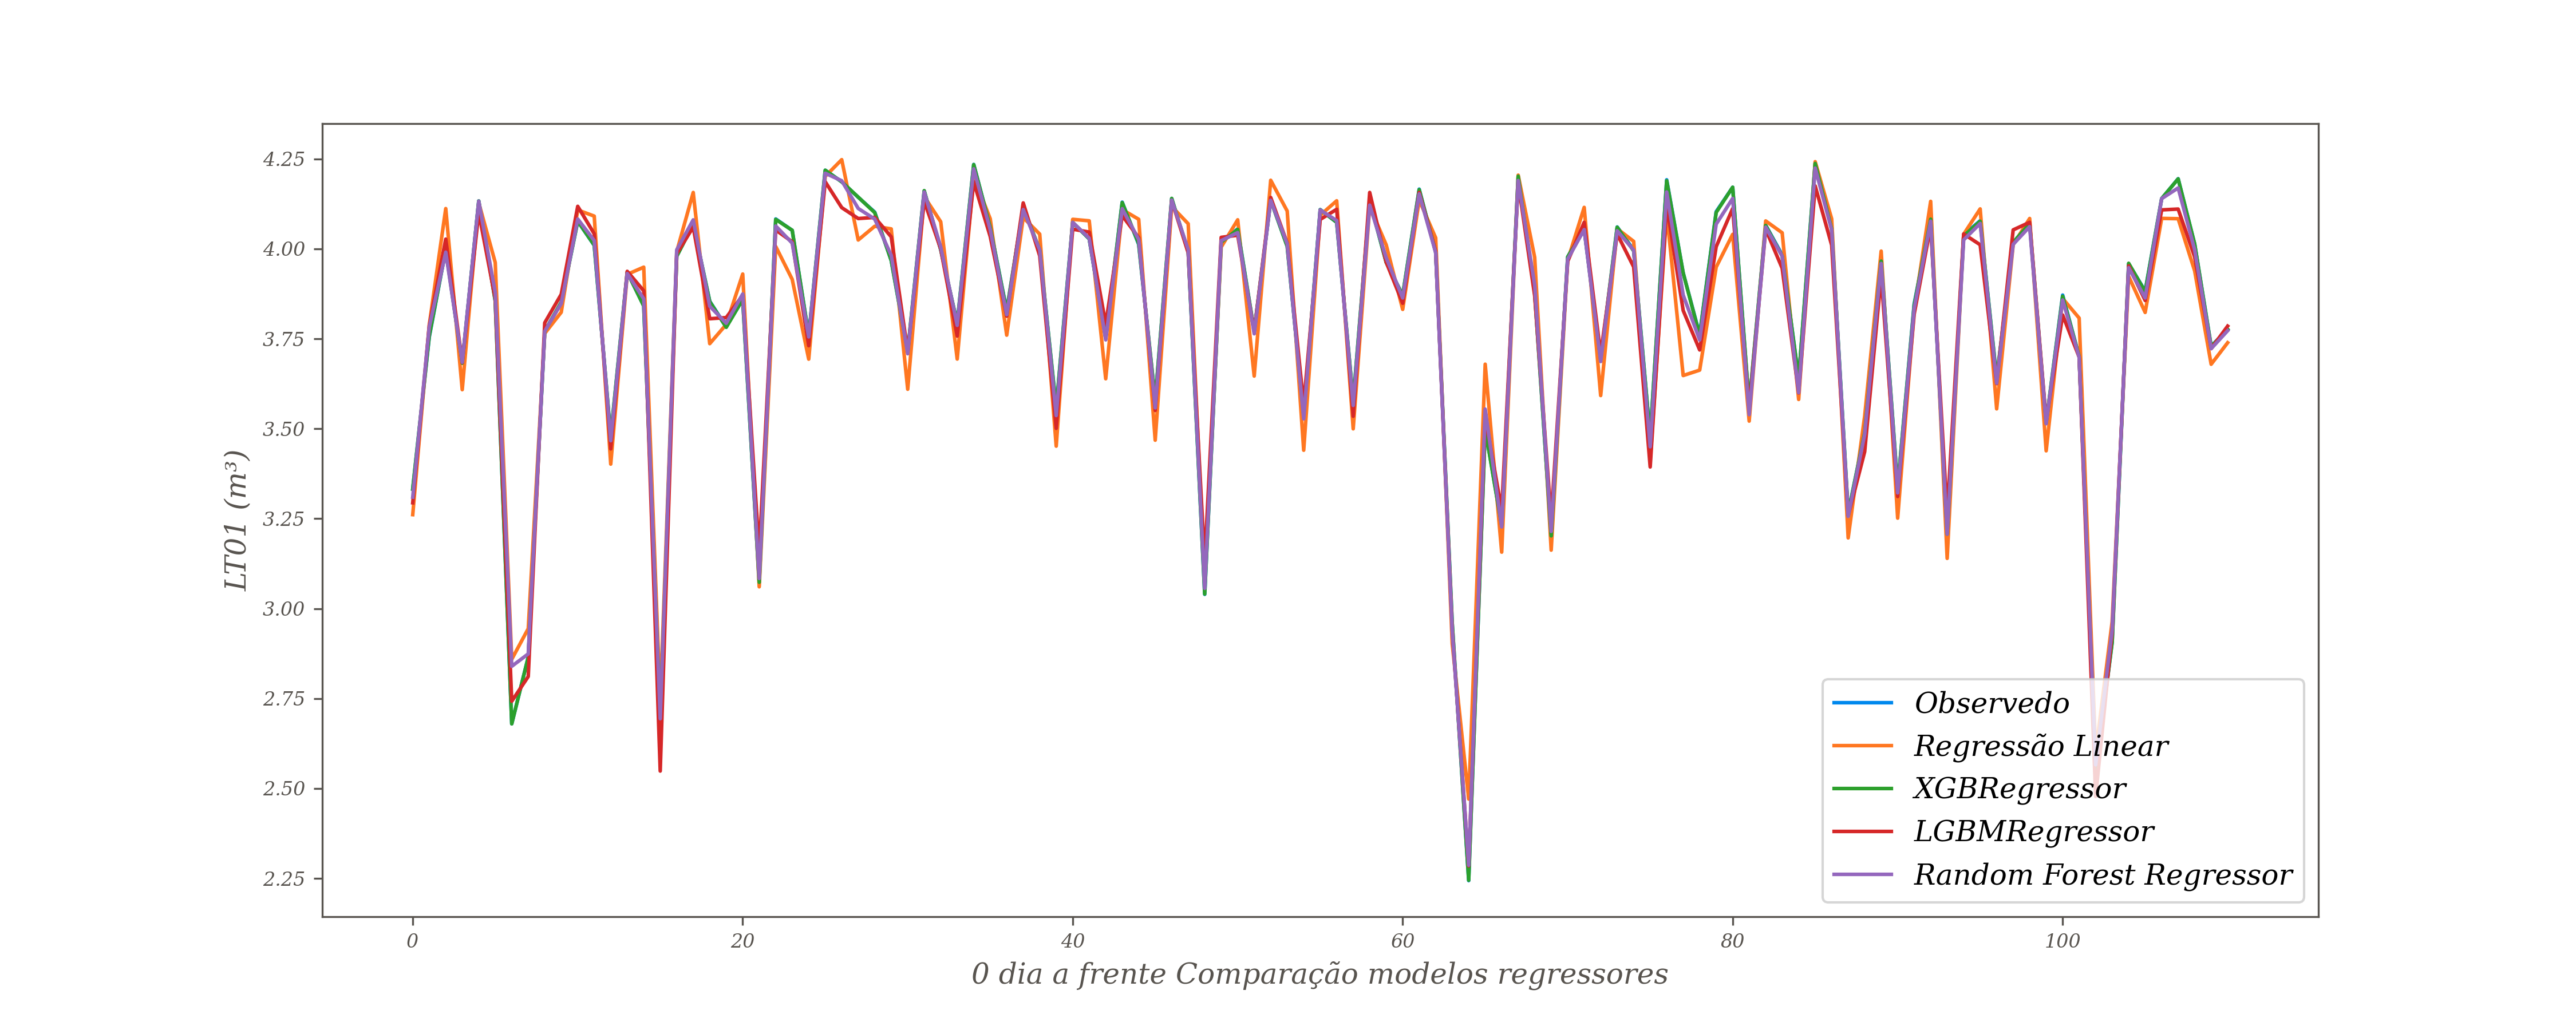 4.25
4.00
3.75
3.50
3.25
3.00
2.75
2.50
2.25
LT01 (m³)
0 20 40 60 80 100
0 dia a frente Comparação modelos regressores
Observedo
Regressão Linear
XGBRegressor
LGBMRegressor
Random Forest Regressor